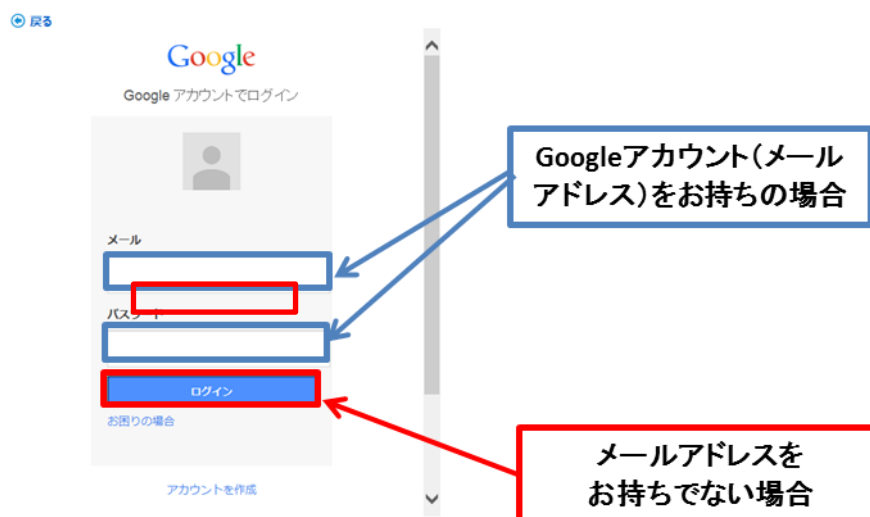 戻る
Google
Google アカウントでログイン
Googleアカウント(メール
アドレス)をお持ちの場合
メール
パスワード
ログイン
お困りの場合
メールアドレスを
お持ちでない場合
アカウントを作成